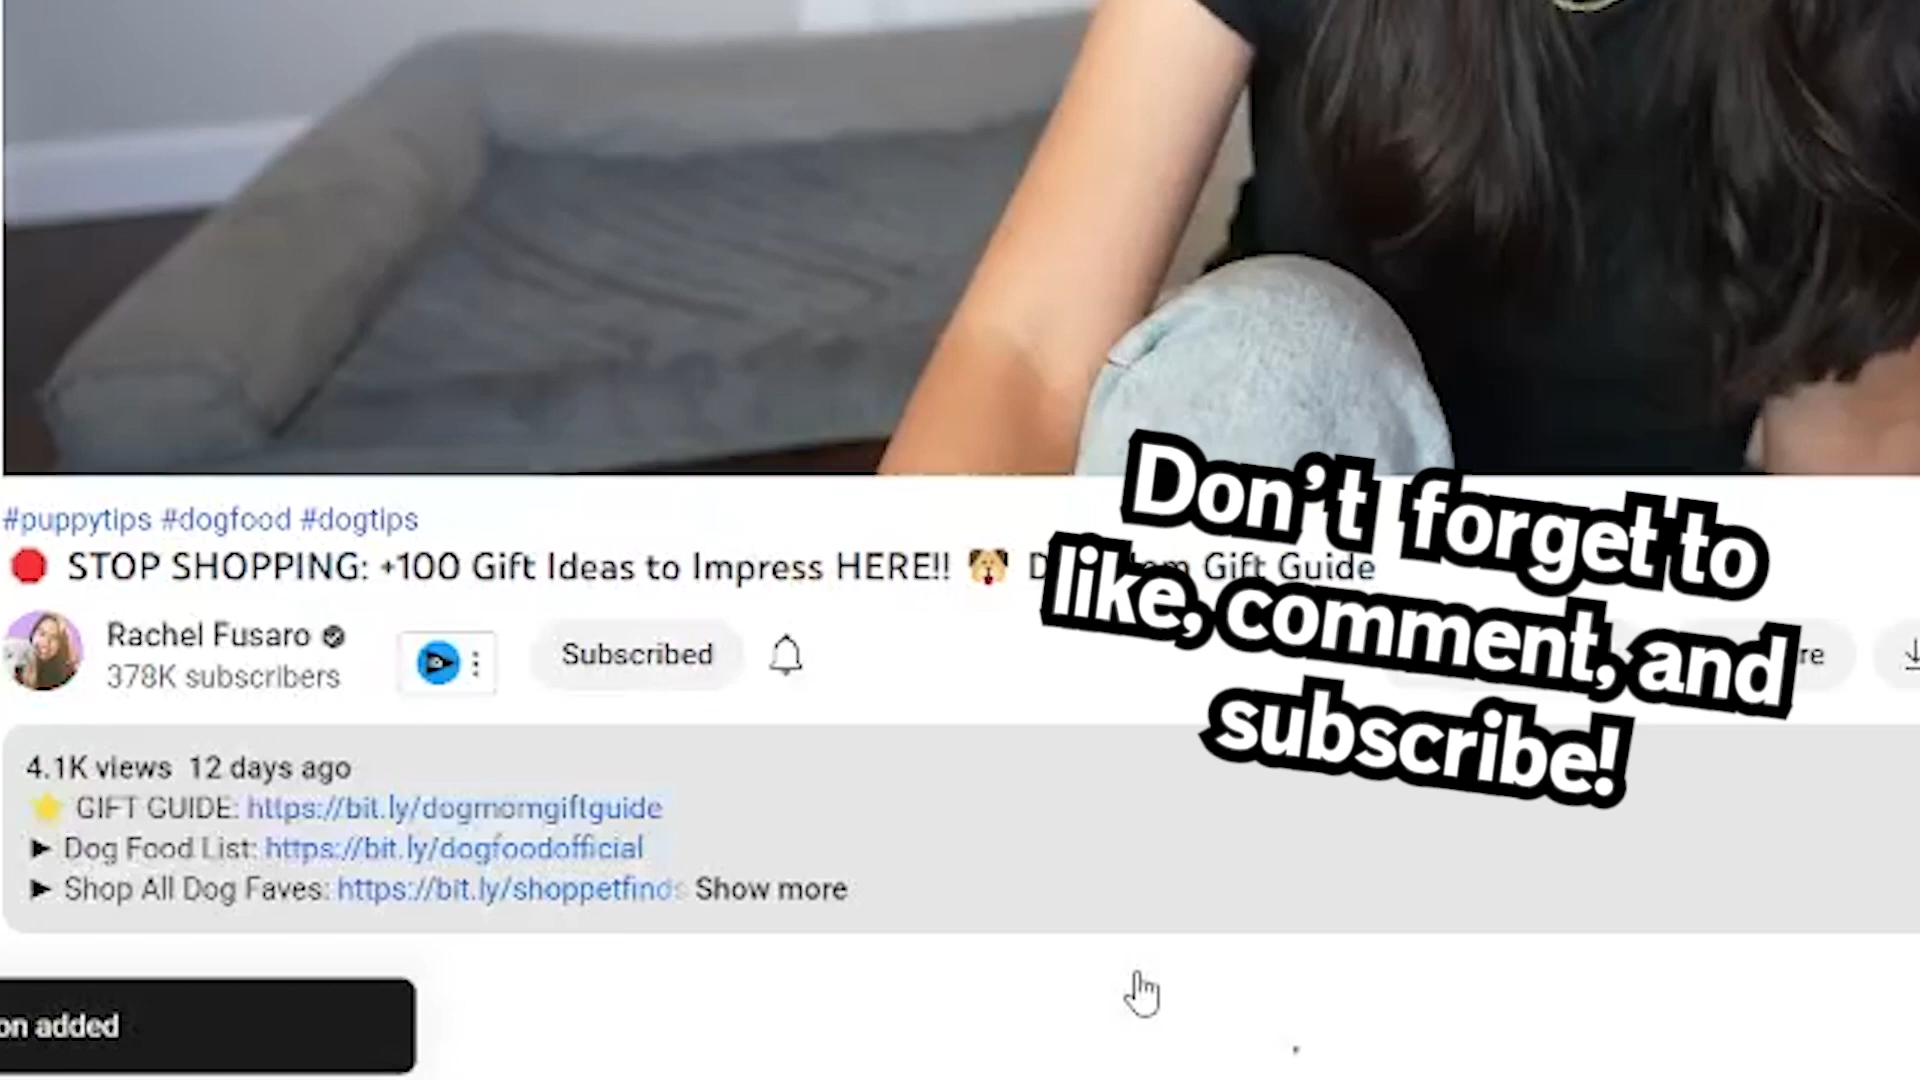 #puppytips #dogfood #dogtips
STOP SHOPPING: +100 Gift Ideas to Impress HERE!! Gift Guide
Rachel Fusaro
378K subscribers
Subscribed
4.1K views 12 days ago
GIFT GUIDE: https://bit.ly/dogmomgiftguide
Dog Food List: https://bit.ly/dogfoodofficial
Shop All Dog Faves: https://bit.ly/shoppetfinds Show more
on added
Don't forget to
like, comment, and
subscribe!